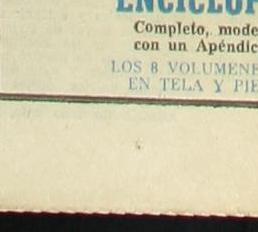 ENCICLOP
Completo, mode
con un Apéndic
LOS 8 VOLUMENE
EN TELA Y PIE